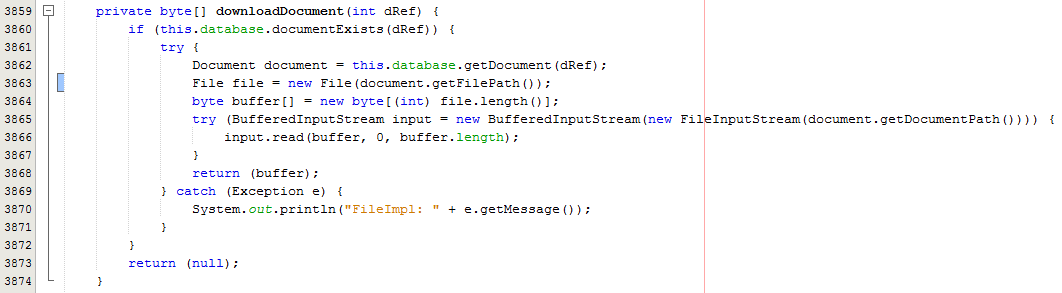 3859 private byte[] downloadDocument(int dRef) {
3860 if (this.database.documentExists(dRef)) {
3861 try {
3862 Document document = this.database.getDocument(dRef);
3863 File file = new File(document.getFilePath());
3864 byte buffer[] = new byte[(int) file.length()];
3865 try (BufferedInputStream input = new BufferedInputStream(new FileInputStream(document.getDocumentPath()))) {
3866 input.read(buffer, 0, buffer.length);
3867 }
3868 return (buffer);
3869 } catch (Exception e) {
3870 System.out.println("FileImpl: " + e.getMessage());
3871 }
3872 }
3873 return (null);
3874 }